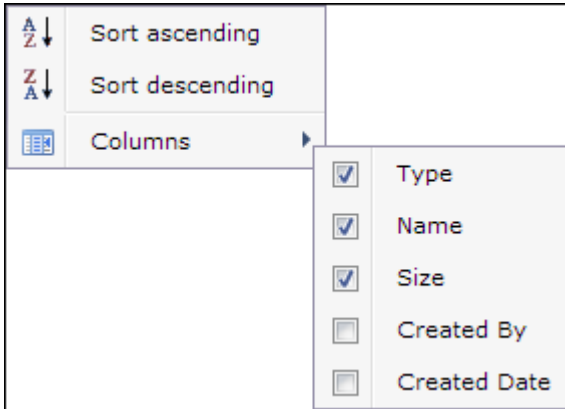 Sort ascending
Sort descending
Columns
Type
Name
Size
Created By
Created Date